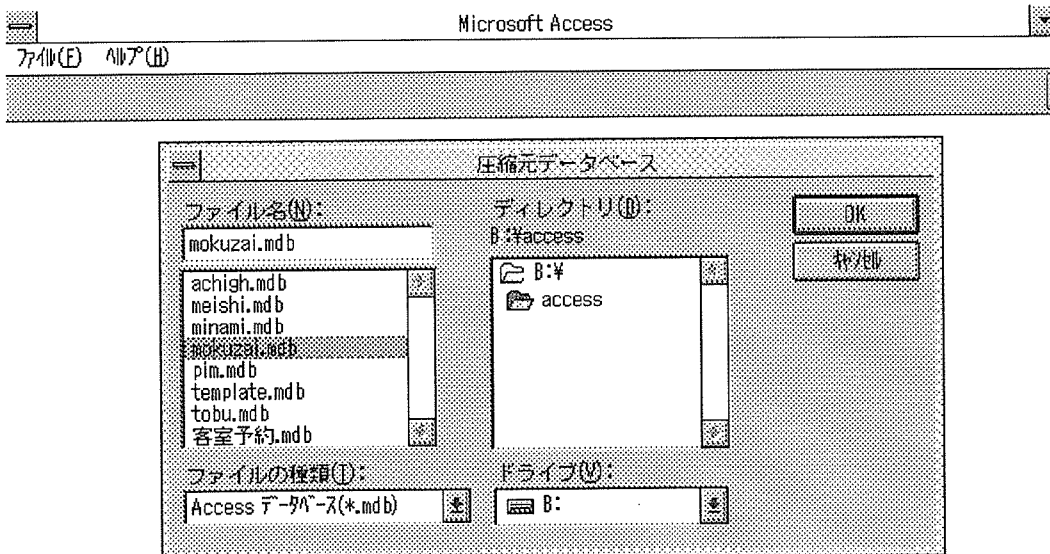 Microsoft Access
ﾌｧｲﾙ(F) ﾍﾙﾌﾟ(H)
圧縮元データベース
ファイル名(N):
mokuzai.mdb
achigh.mdb
meishi.mdb
minami.mdb
mokuzai.mdb
pim.mdb
template.mdb
tobu.mdb
客室予約.mdb
ファイルの種類(T):
Access ﾃﾞｰﾀﾍﾞｰｽ(*.mdb)
ディレクトリ(D):
B:¥access
B:¥
access
ドライブ(V):
B:
OK
ｷｬﾝｾﾙ